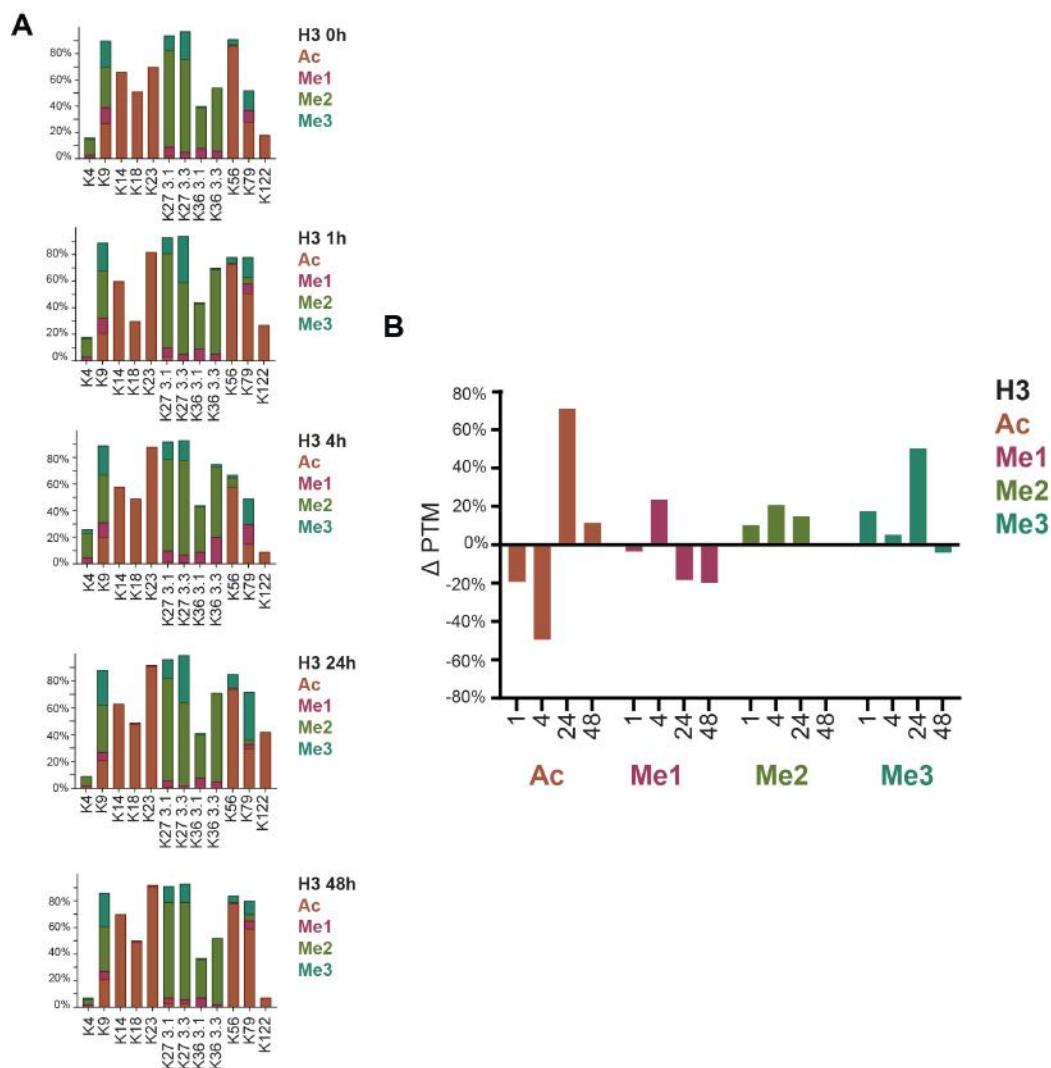 A
80%
60%
40%
20%
0%
K4
K9
K14
K18
K23
K27 3.1
K27 3.3
K36 3.1
K36 3.3
K56
K79
K122
H3 0h
Ac
Me1
Me2
Me3
80%
60%
40%
20%
0%
K4
K9
K14
K18
K23
K27 3.1
K27 3.3
K36 3.1
K36 3.3
K56
K79
K122
H3 1h
Ac
Me1
Me2
Me3
80%
60%
40%
20%
0%
K4
K9
K14
K18
K23
K27 3.1
K27 3.3
K36 3.1
K36 3.3
K56
K79
K122
H3 4h
Ac
Me1
Me2
Me3
80%
60%
40%
20%
0%
K4
K9
K14
K18
K23
K27 3.1
K27 3.3
K36 3.1
K36 3.3
K56
K79
K122
H3 24h
Ac
Me1
Me2
Me3
80%
60%
40%
20%
0%
K4
K9
K14
K18
K23
K27 3.1
K27 3.3
K36 3.1
K36 3.3
K56
K79
K122
H3 48h
Ac
Me1
Me2
Me3
B
Δ PTM
80%
60%
40%
20%
0%
-20%
-40%
-60%
-80%
1
4
24
48
1
4
24
48
1
4
24
48
1
4
24
48
Ac
Me1
Me2
Me3
H3
Ac
Me1
Me2
Me3